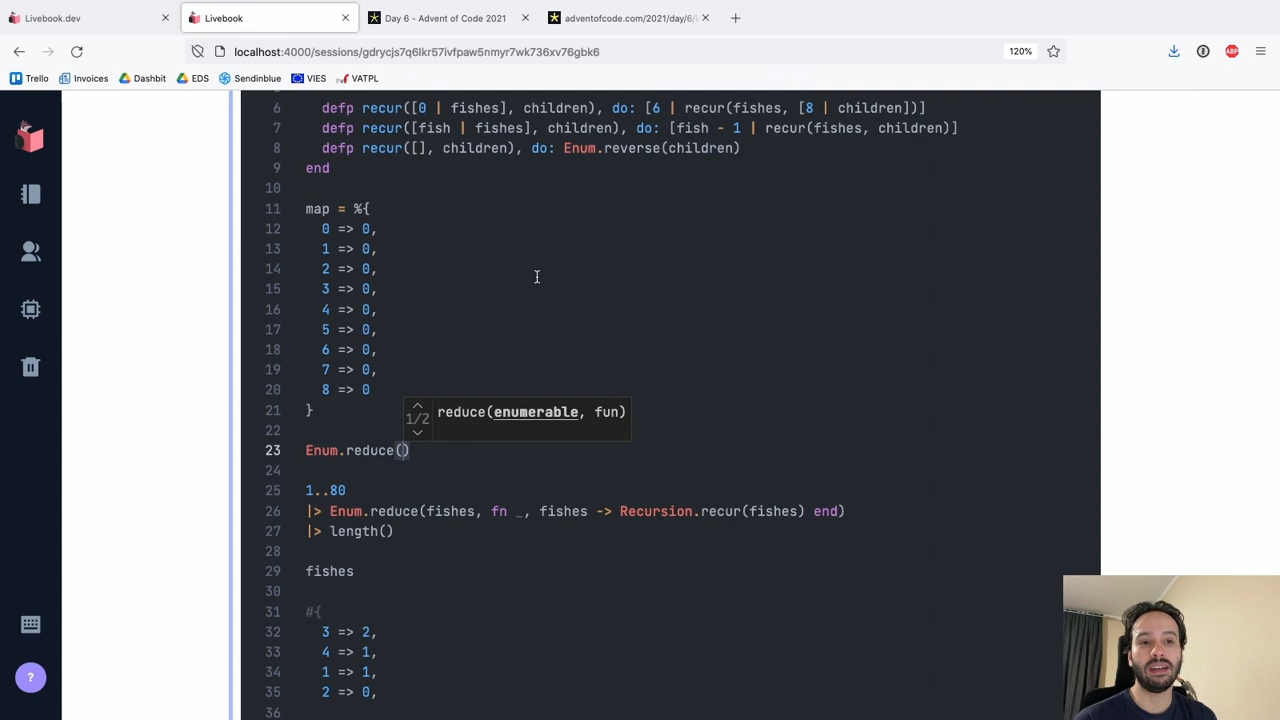 Livebook.dev
Livebook
Day 6 - Advent of Code 2021
adventofcode.com/2021/day/6/i
localhost:4000/sessions/gdrycjs7q6lkr57ivfpaw5nmyr7wk736xv76gbk6
120%
ABP
Trello
Invoices
Dashbit
EDS
Sendinblue
VIES
VATPL
6 defp recur([0 | fishes], children), do: [6 | recur(fishes, [8 | children])]
7 defp recur([fish | fishes], children), do: [fish - 1 | recur(fishes, children)]
8 defp recur([], children), do: Enum.reverse(children)
9 end
10
11 map = %{
12 0 => 0,
13 1 => 0,
14 2 => 0,
15 3 => 0,
16 4 => 0,
17 5 => 0,
18 6 => 0,
19 7 => 0,
20 8 => 0
21 }
1/2 reduce(enumerable, fun)
22
23 Enum.reduce()
24
25 1..80
26 |> Enum.reduce(fishes, fn _, fishes -> Recursion.recur(fishes) end)
27 |> length()
28
29 fishes
30
31 #{
32 3 => 2,
33 4 => 1,
34 1 => 1,
35 2 => 0,
36
?